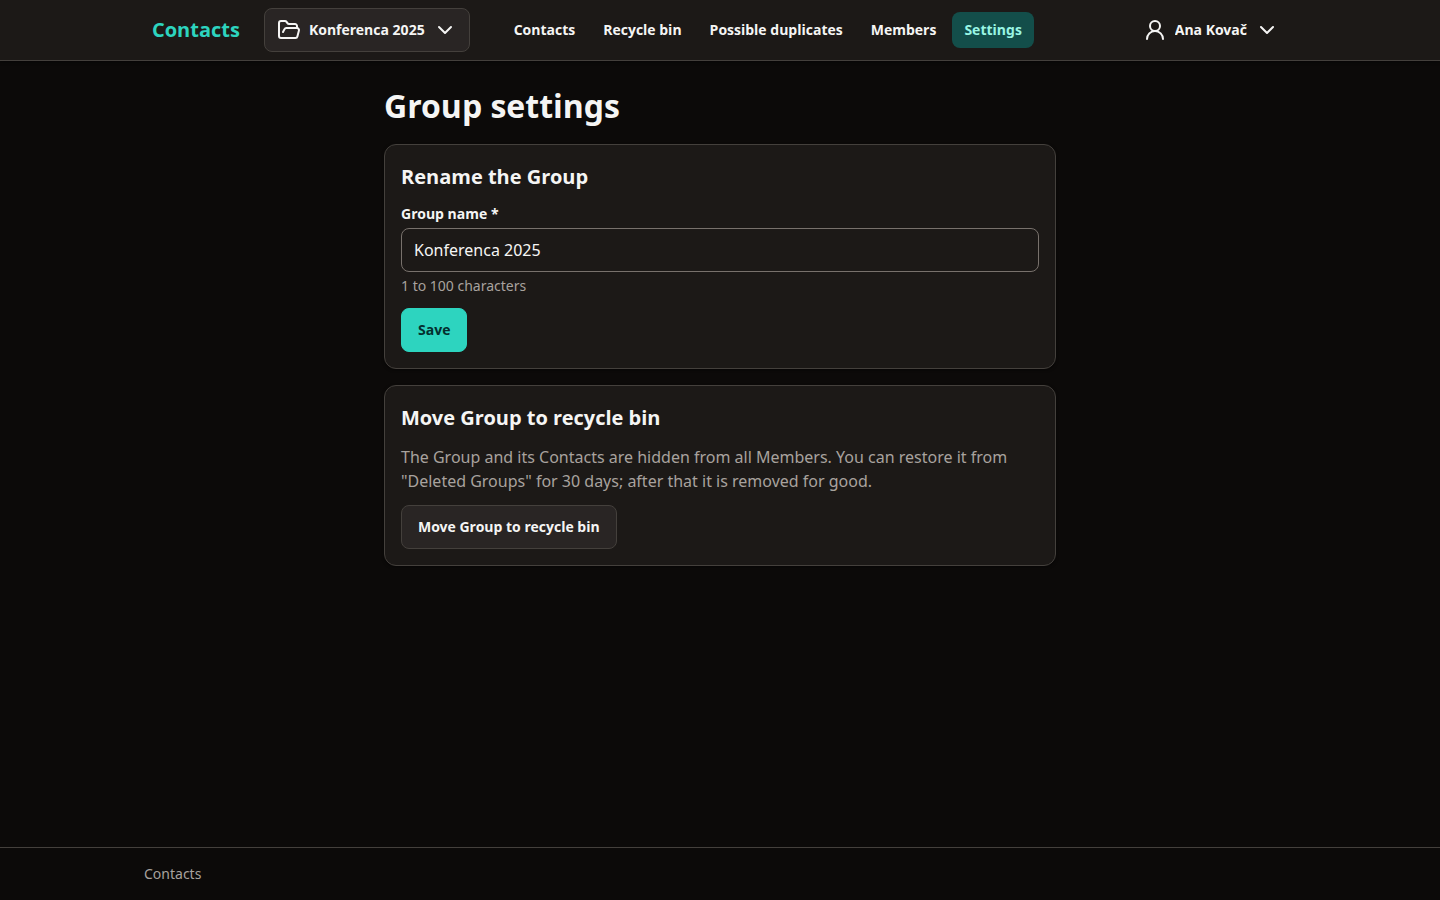 Contacts
Konferenca 2025
Contacts
Recycle bin
Possible duplicates
Members
Settings
Ana Kovač
Group settings
Rename the Group
Group name *
Konferenca 2025
1 to 100 characters
Save
Move Group to recycle bin
The Group and its Contacts are hidden from all Members. You can restore it from
"Deleted Groups" for 30 days; after that it is removed for good.
Move Group to recycle bin
Contacts